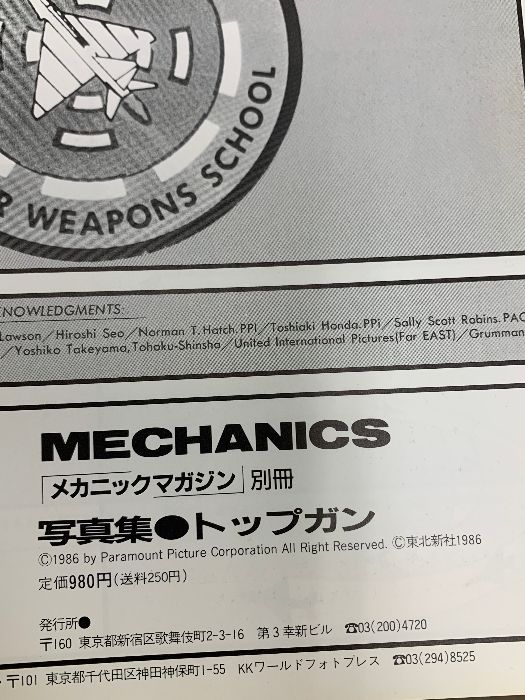 R WEAPONS SCHOOL
NOWLEDGMENTS:
Lawson／Hiroshi Seo／Norman T.Hatch.PPI／Toshiaki Honda.PPi／Sally Scott Robins.PAC
／Yoshiko Takeyama,Tohaku-Shinsha／United International Pictures(Far EAST)／Grumman
MECHANICS
メカニックマガジン 別冊
写真集●トップガン
©1986 by Paramount Picture Corporation All Right Reserved. ©東北新社1986
定価980円(送料250円)
発行所●
〒160 東京都新宿区歌舞伎町2-3-16 第3幸新ビル ☎03(200)4720
〒101 東京都千代田区神田神保町1-55 KKワールドフォトプレス ☎03(294)8525